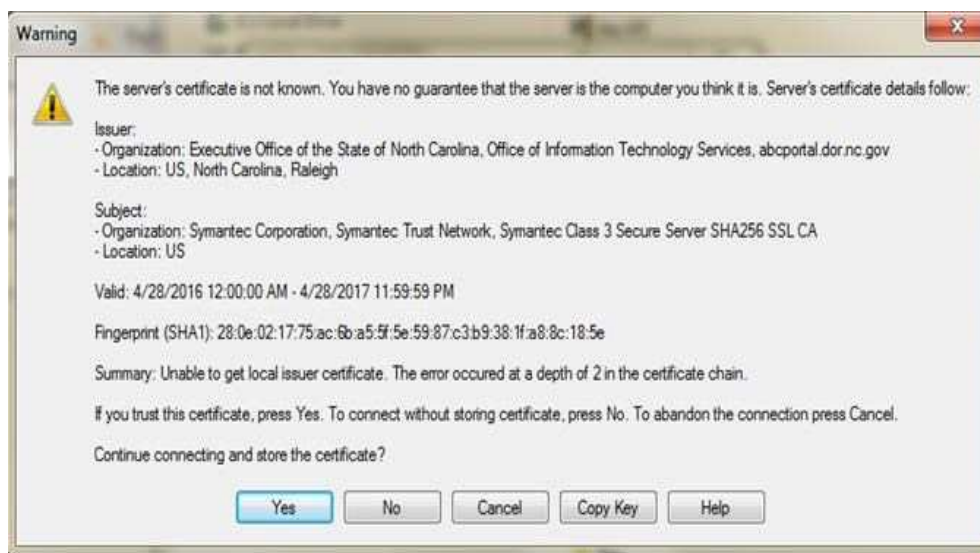 Warning
The server's certificate is not known. You have no guarantee that the server is the computer you think it is. Server's certificate details follow:
Issuer:
- Organization: Executive Office of the State of North Carolina, Office of Information Technology Services, abcportal.dor.nc.gov
- Location: US, North Carolina, Raleigh
Subject:
- Organization: Symantec Corporation, Symantec Trust Network, Symantec Class 3 Secure Server SHA256 SSL CA
- Location: US
Valid: 4/28/2016 12:00:00 AM - 4/28/2017 11:59:59 PM
Fingerprint (SHA1): 28:0e:02:17:75:ac:6b:a5:5f:5e:59:87:c3:b9:38:1f:a8:8c:18:5e
Summary: Unable to get local issuer certificate. The error occured at a depth of 2 in the certificate chain.
If you trust this certificate, press Yes. To connect without storing certificate, press No. To abandon the connection press Cancel.
Continue connecting and store the certificate?
Yes No Cancel Copy Key Help